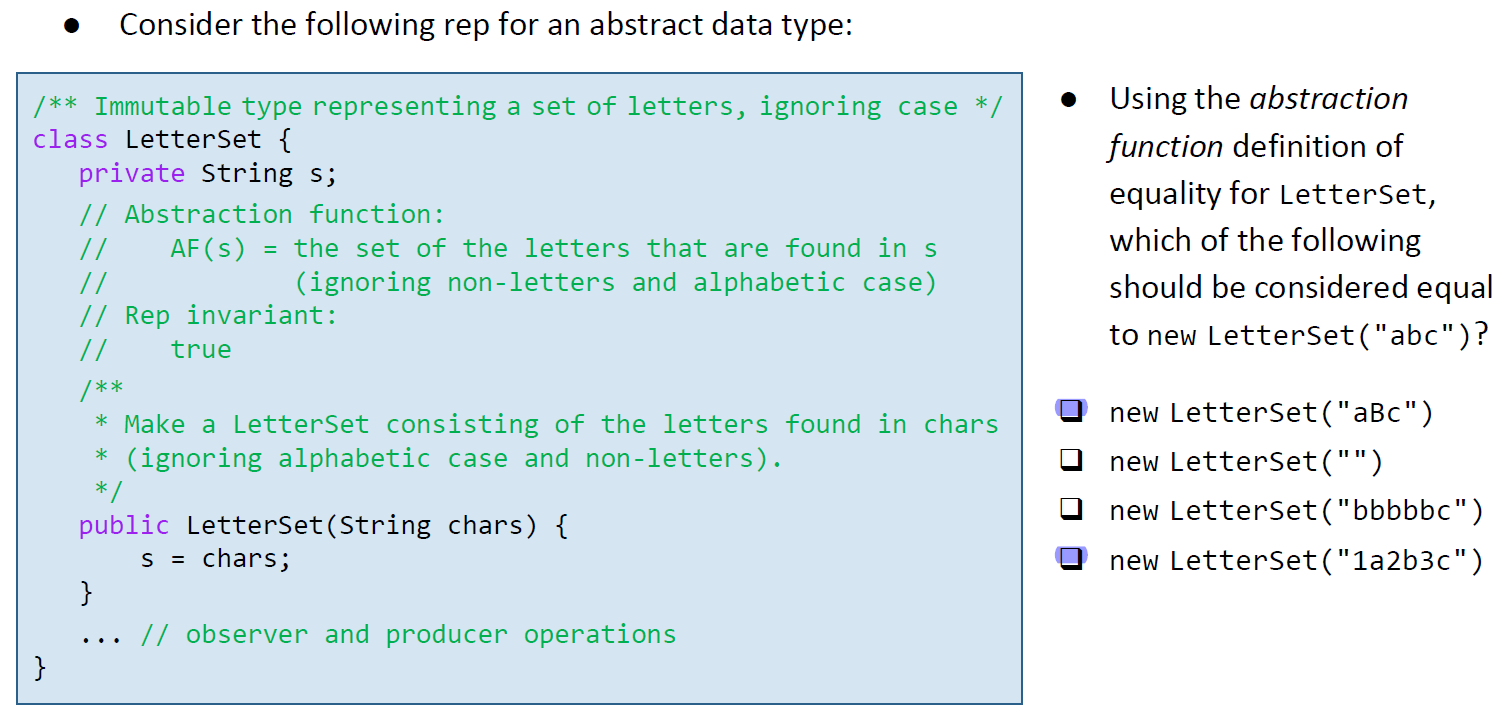 ● Consider the following rep for an abstract data type:
/** Immutable type representing a set of letters, ignoring case */
class LetterSet {
   private String s;
   // Abstraction function:
   //    AF(s) = the set of the letters that are found in s
   //            (ignoring non-letters and alphabetic case)
   // Rep invariant:
   //    true
   /**
    * Make a LetterSet consisting of the letters found in chars
    * (ignoring alphabetic case and non-letters).
    */
   public LetterSet(String chars) {
       s = chars;
   }
   ... // observer and producer operations
}
● Using the abstraction
function definition of
equality for LetterSet,
which of the following
should be considered equal
to new LetterSet("abc")?
❑ new LetterSet("aBc")
❑ new LetterSet("")
❑ new LetterSet("bbbbbc")
❑ new LetterSet("1a2b3c")